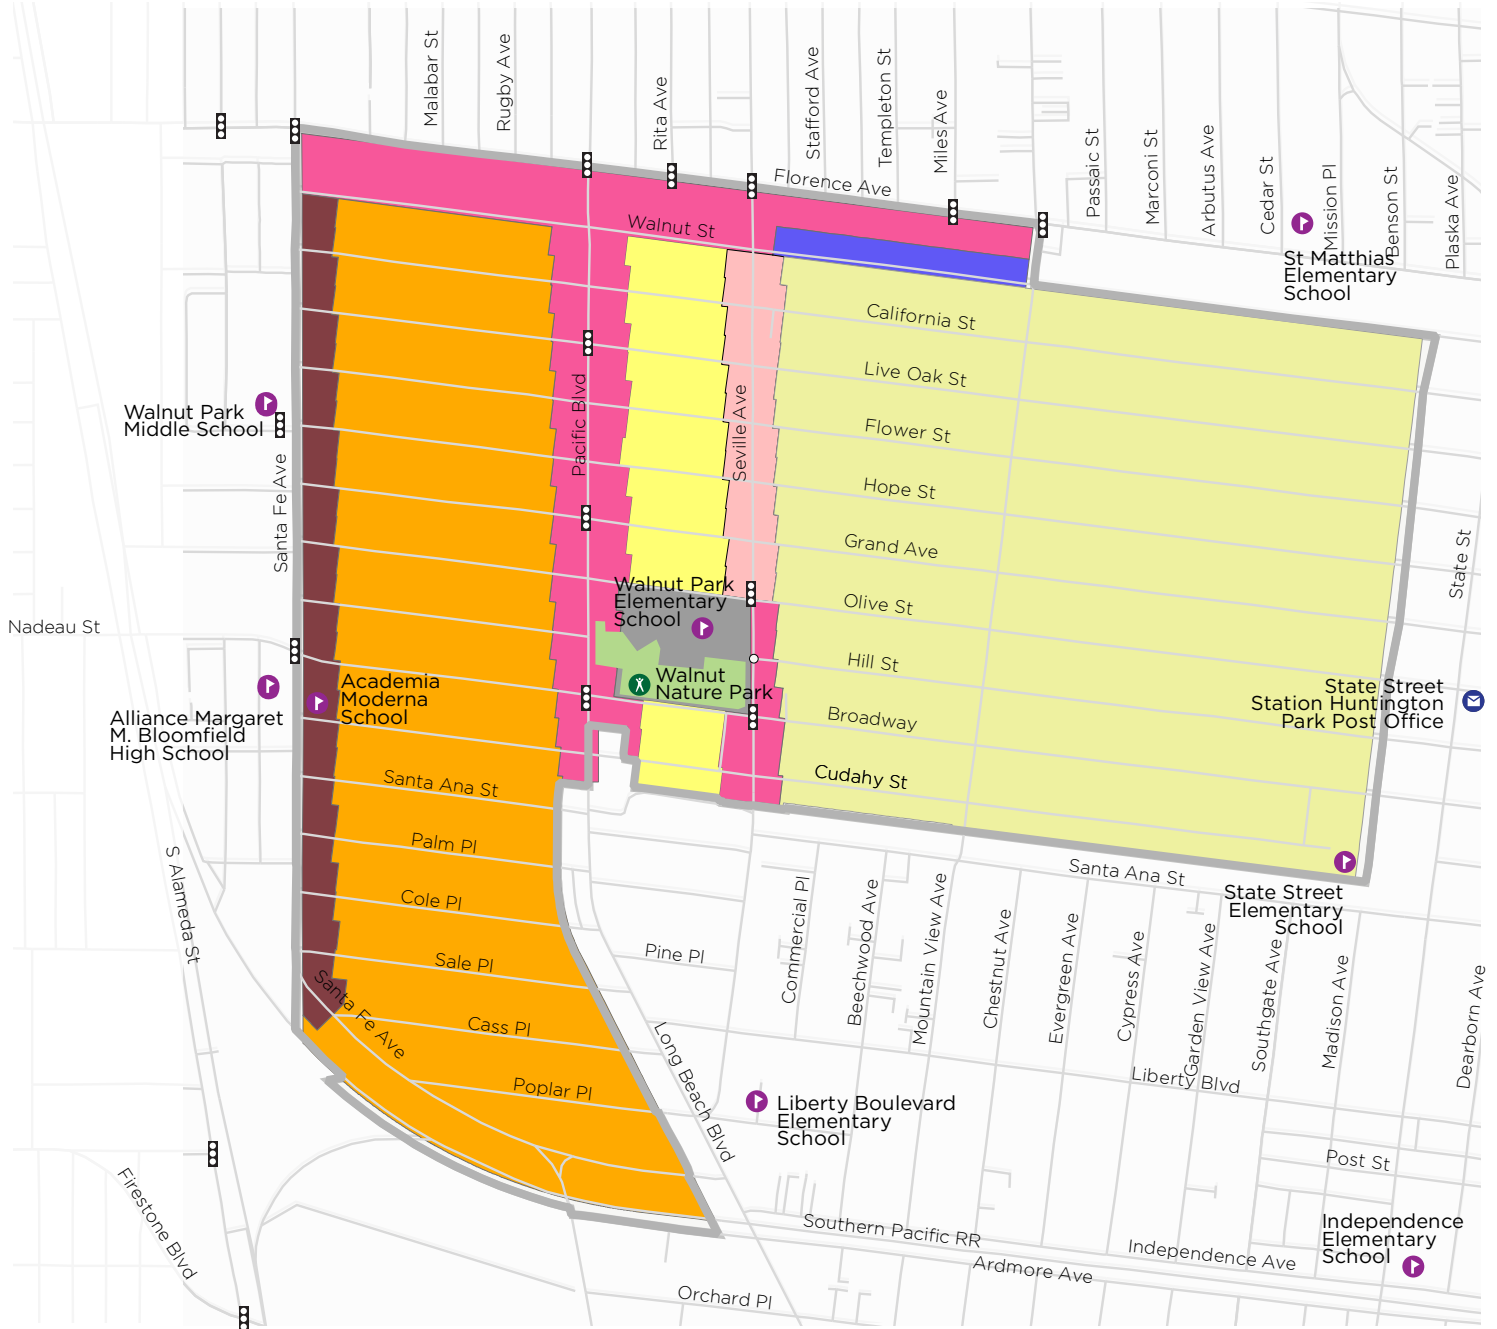 Malabar St
Rugby Ave
Rita Ave
Stafford Ave
Templeton St
Miles Ave
Passaic St
Marconi St
Arbutus Ave
Cedar St
Mission Pl
Benson St
Plaska Ave
Florence Ave
Walnut St
St Matthias
Elementary
School
California St
Live Oak St
Walnut Park
Middle School
Pacific Blvd
Seville Ave
Flower St
Santa Fe Ave
Hope St
Grand Ave
State St
Walnut Park
Elementary
School
Olive St
Nadeau St
Hill St
Academia
Moderna
School
Walnut
Nature Park
State Street
Station Huntington
Park Post Office
Alliance Margaret
M. Bloomfield
High School
Broadway
Santa Ana St
Cudahy St
Palm Pl
S Alameda St
Santa Ana St
State Street
Elementary
School
Cole Pl
Commercial Pl
Beechwood Ave
Mountain View Ave
Chestnut Ave
Evergreen Ave
Cypress Ave
Garden View Ave
Southgate Ave
Madison Ave
Dearborn Ave
Pine Pl
Sale Pl
Santa Fe Ave
Cass Pl
Long Beach Blvd
Poplar Pl
Liberty Blvd
Liberty Boulevard
Elementary
School
Post St
Firestone Blvd
Southern Pacific RR
Independence Ave
Independence
Elementary
School
Ardmore Ave
Orchard Pl